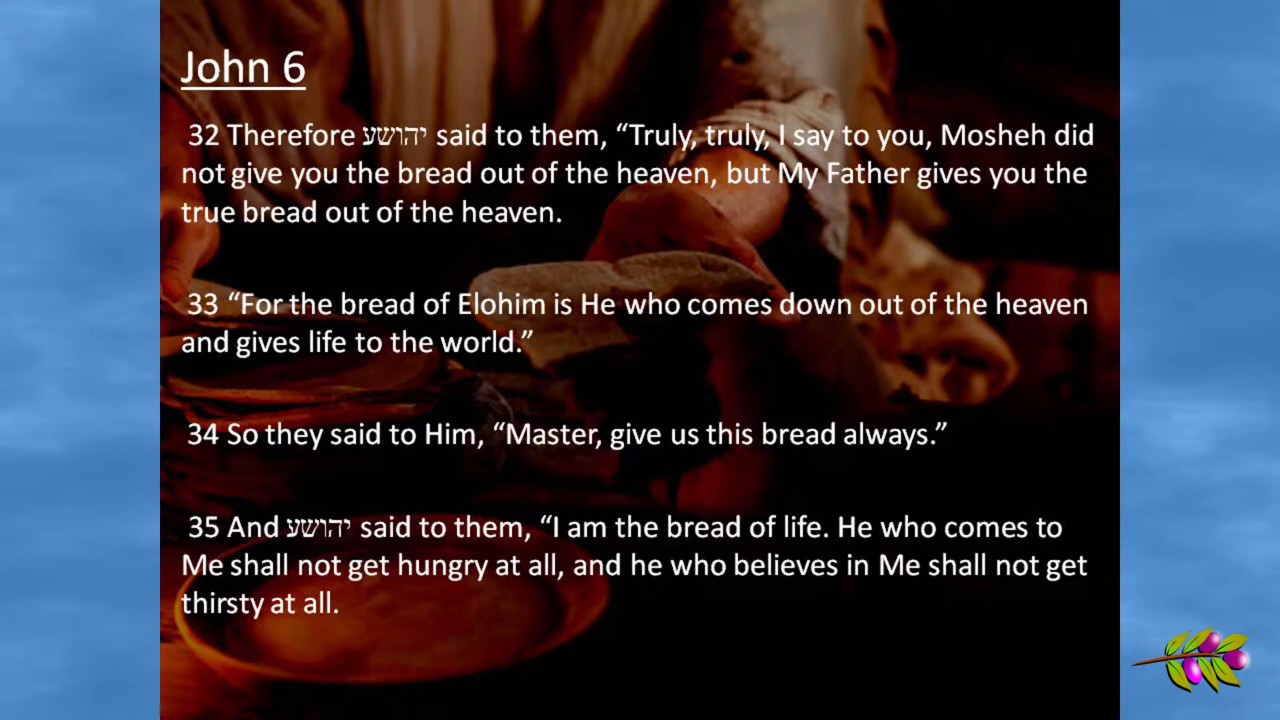 John 6
32 Therefore יהושע said to them, “Truly, truly, I say to you, Mosheh did
not give you the bread out of the heaven, but My Father gives you the
true bread out of the heaven.
33 “For the bread of Elohim is He who comes down out of the heaven
and gives life to the world.”
34 So they said to Him, “Master, give us this bread always.”
35 And יהושע said to them, “I am the bread of life. He who comes to
Me shall not get hungry at all, and he who believes in Me shall not get
thirsty at all.